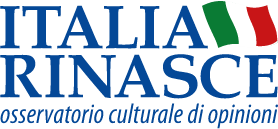 ITALIA
RINASCE
osservatorio culturale di opinioni